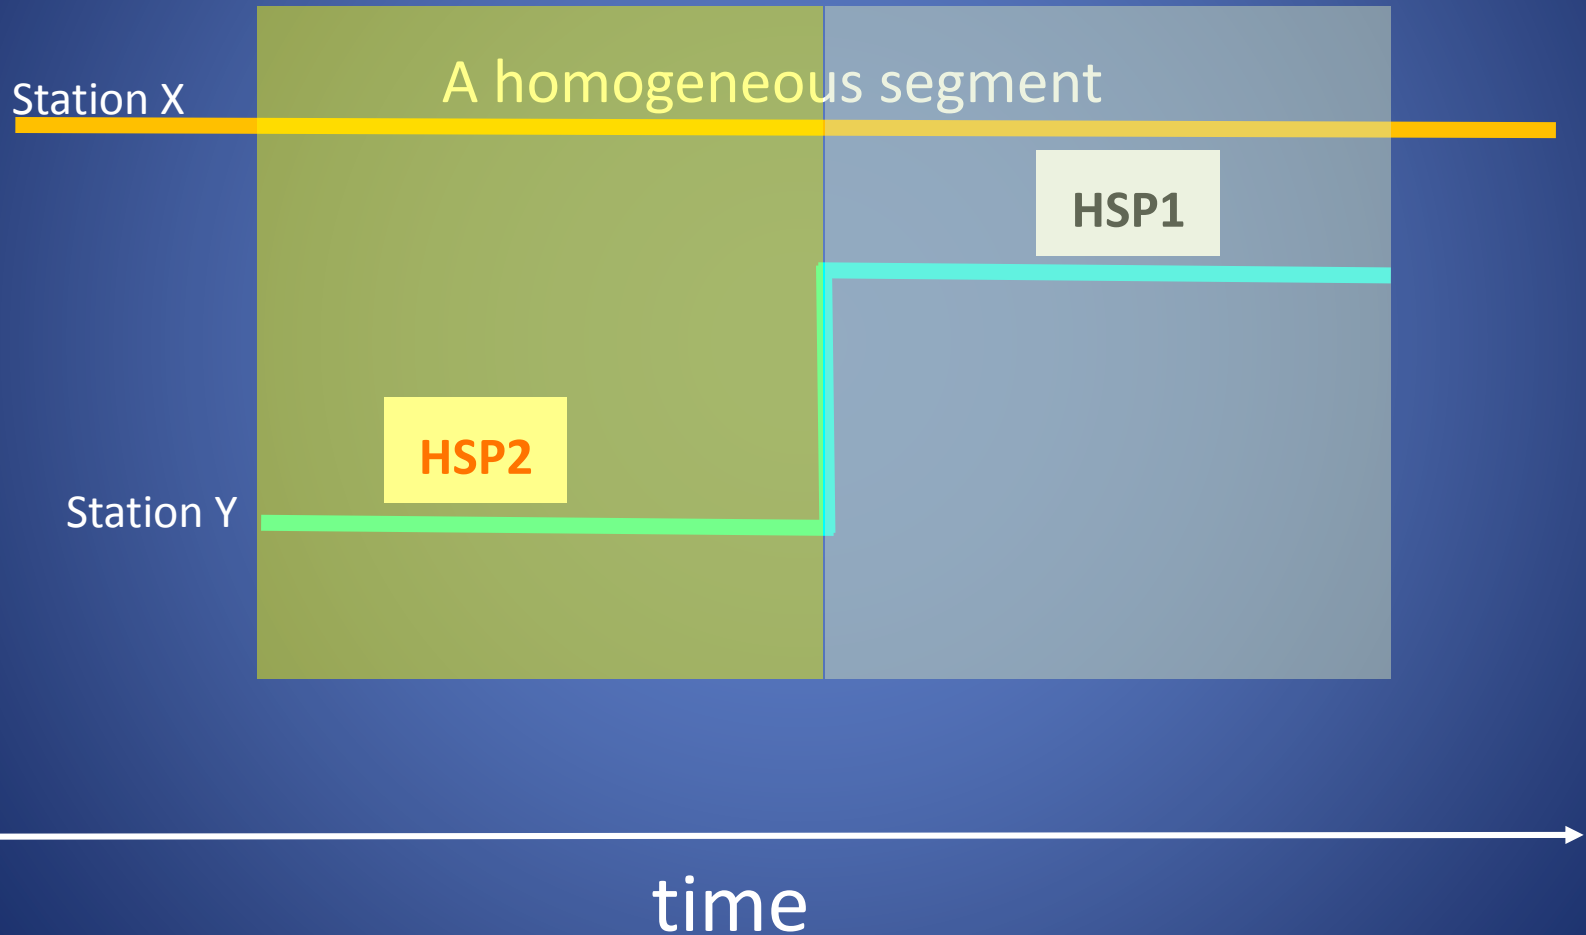 A homogeneous segment
Station X
HSP1
HSP2
Station Y
time